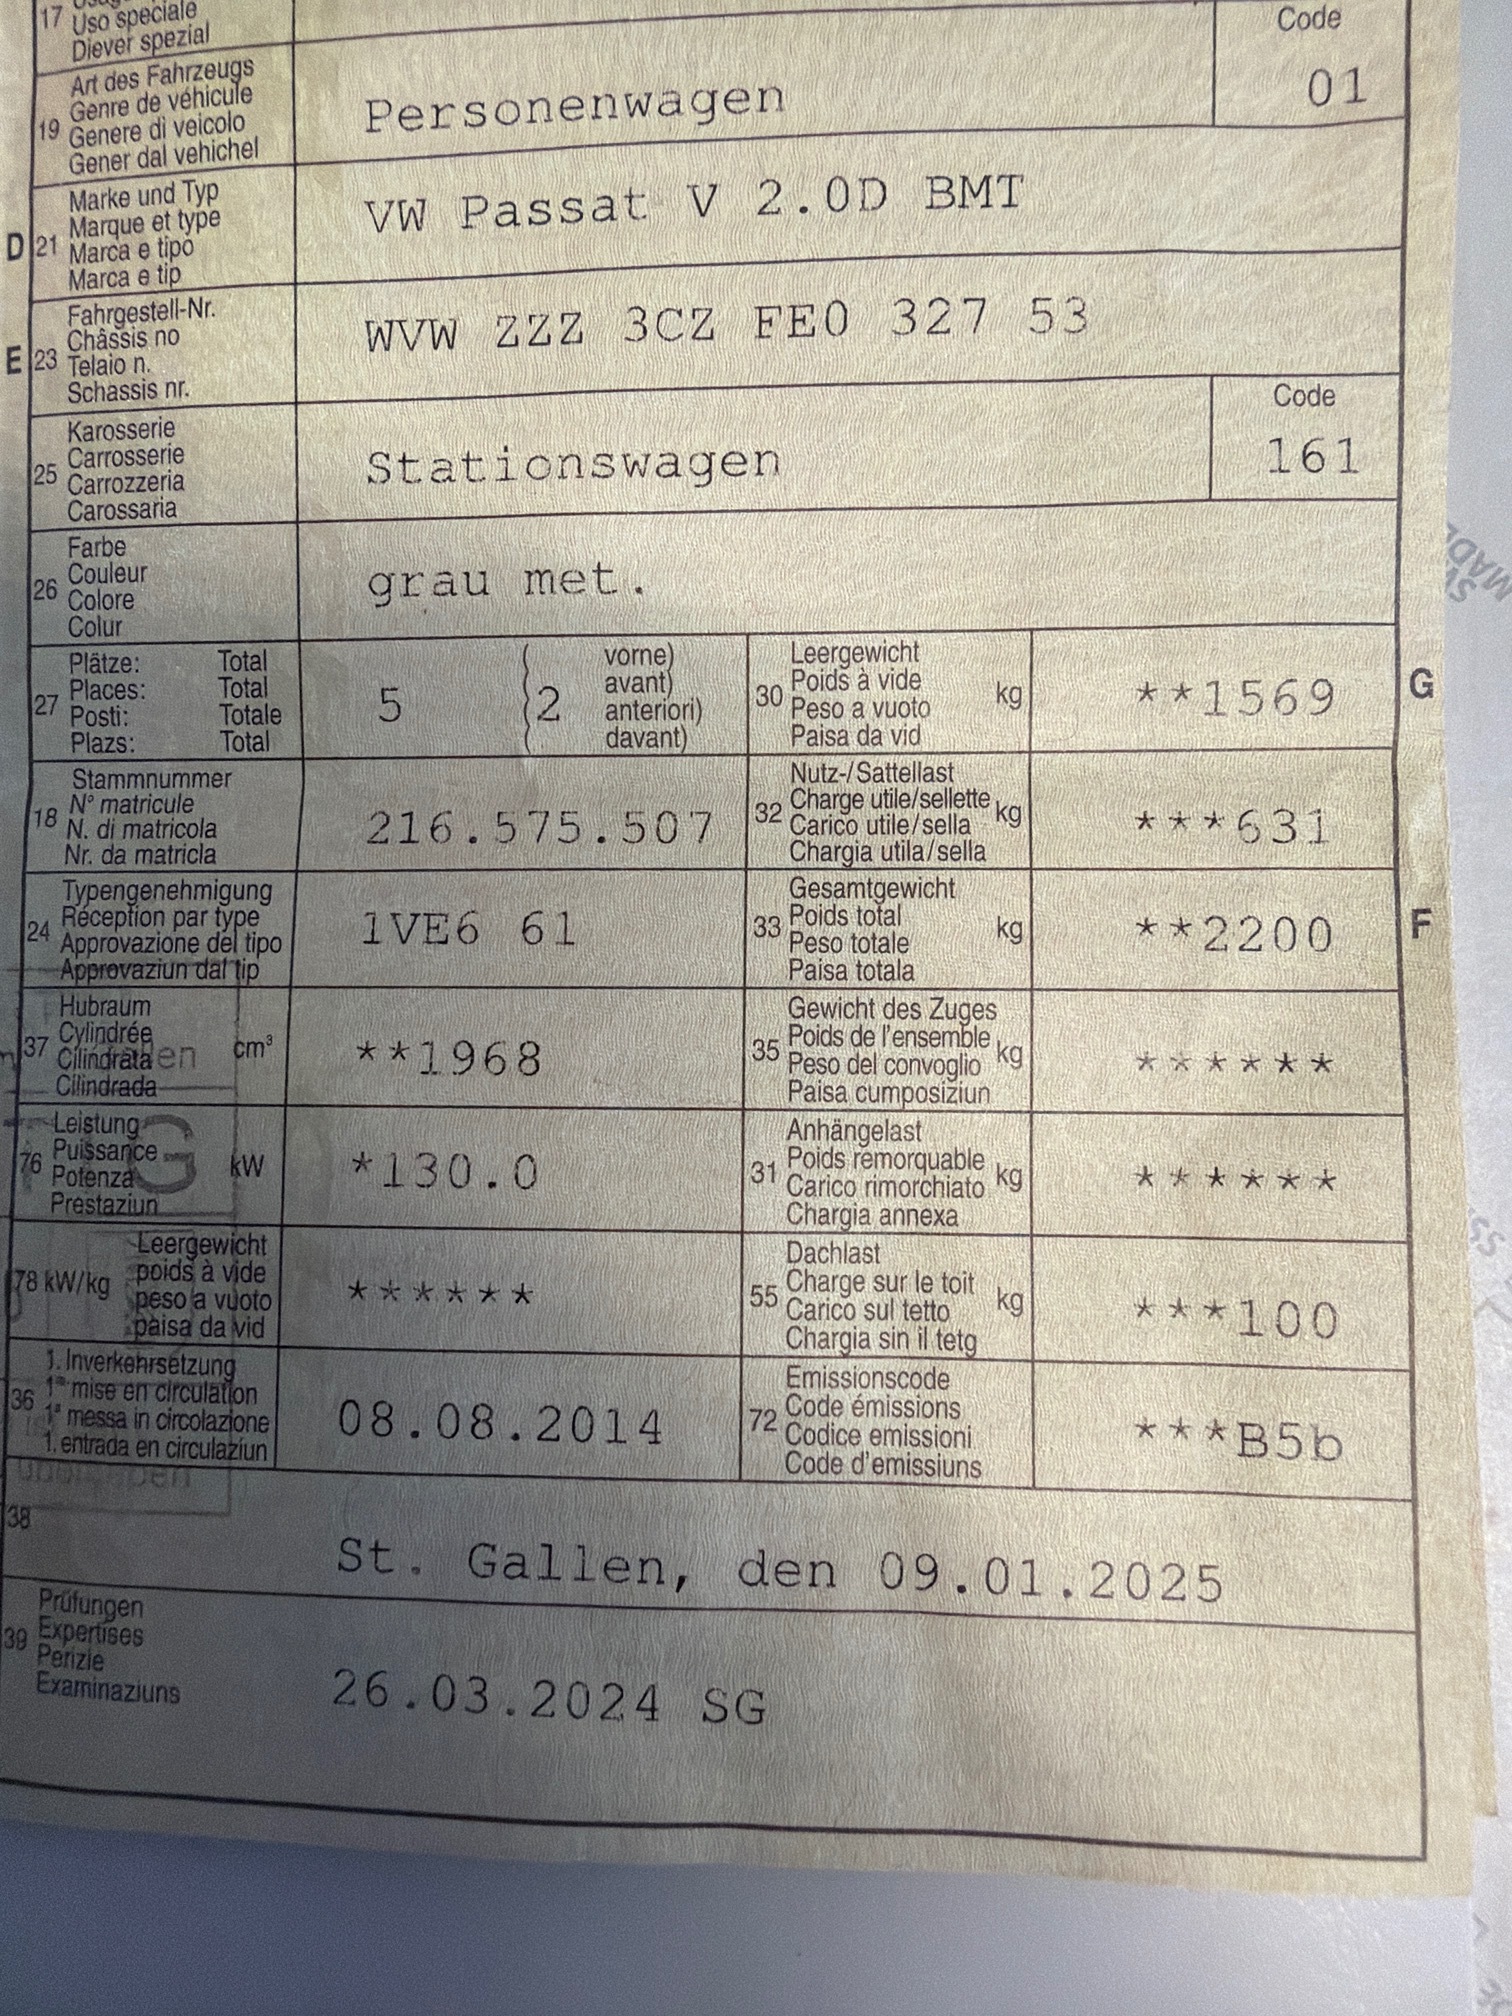 17 Uso speciale
Diever spezial
Code
19 Art des Fahrzeugs
Genre de véhicule
Genere di veicolo
Gener dal vehichel
Personenwagen
01
D 21 Marke und Typ
Marque et type
Marca e tipo
Marca e tip
VW Passat V 2.0D BMT
E 23 Fahrgestell-Nr.
Châssis no
Telaio n.
Schassis nr.
WVW ZZZ 3CZ FE0 327 53
25 Karosserie
Carrosserie
Carrozzeria
Carossaria
Stationswagen
Code
161
26 Farbe
Couleur
Colore
Colur
grau met.
27 Plätze: Total
Places: Total
Posti: Totale
Plazs: Total
5 2 vorne)
avant)
anteriori)
davant)
30 Leergewicht
Poids à vide
Peso a vuoto
Paisa da vid
kg **1569 G
18 Stammnummer
N° matricule
N. di matricola
Nr. da matricla
216.575.507
32 Nutz-/Sattellast
Charge utile/sellette
Carico utile/sella
Chargia utila/sella
kg ***631
24 Typengenehmigung
Réception par type
Approvazione del tipo
Approvaziun dal tip
1VE6 61
33 Gesamtgewicht
Poids total
Peso totale
Paisa totala
kg **2200 F
37 Hubraum
Cylindrée
Cilindrata
Cilindrada
cm³ **1968
35 Gewicht des Zuges
Poids de l'ensemble
Peso del convoglio
Paisa cumposiziun
kg ******
76 Leistung
Puissance
Potenza
Prestaziun
kW *130.0
31 Anhängelast
Poids remorquable
Carico rimorchiato
Chargia annexa
kg ******
78 kW/kg Leergewicht
poids à vide
peso a vuoto
paisa da vid
******
55 Dachlast
Charge sur le toit
Carico sul tetto
Chargia sin il tetg
kg ***100
36 1. Inverkehrsetzung
1re mise en circulation
1a messa in circolazione
1. entrada en circulaziun
08.08.2014
72 Emissionscode
Code émissions
Codice emissioni
Code d'emissiuns
***B5b
38
St. Gallen, den 09.01.2025
39 Prüfungen
Expertises
Perizie
Examinaziuns
26.03.2024 SG